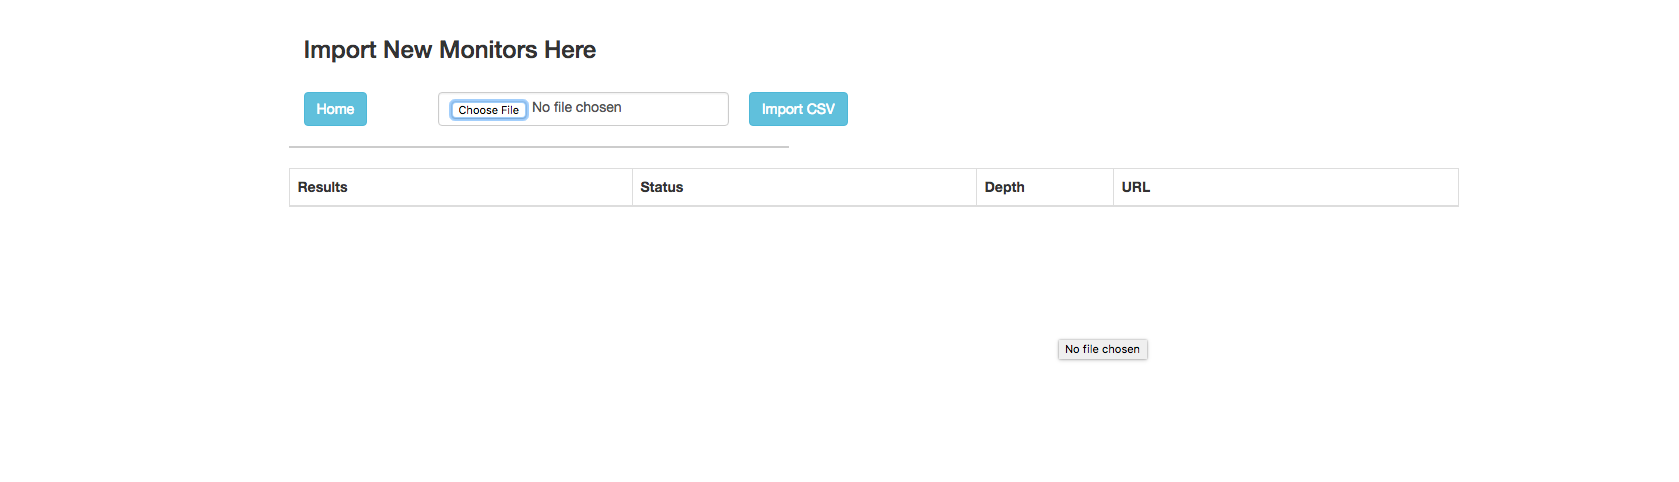 Import New Monitors Here
Home
Choose File No file chosen
Import CSV
Results Status Depth URL
No file chosen